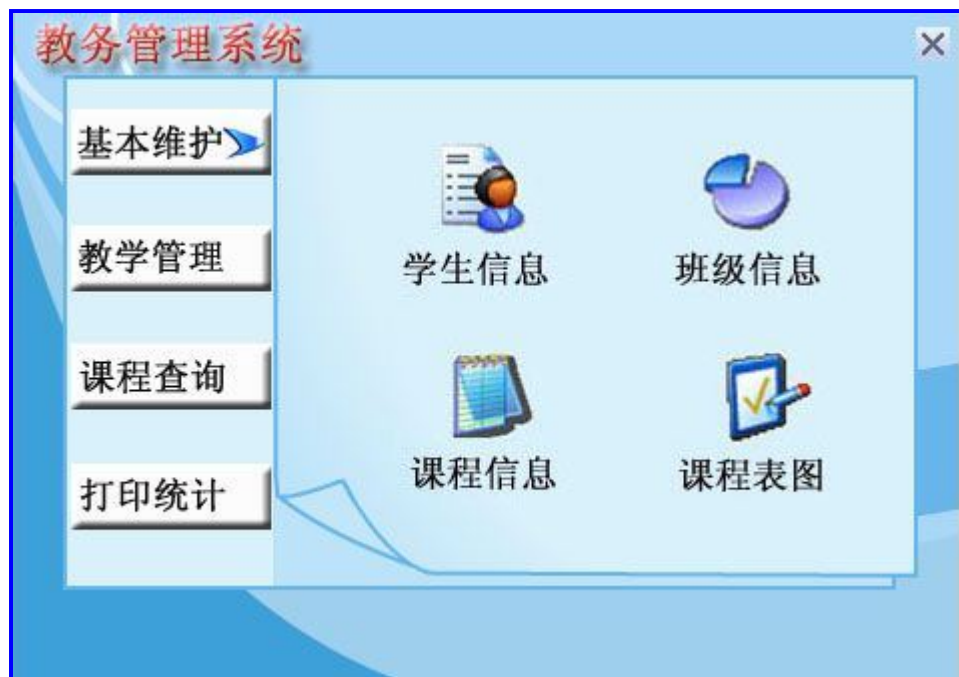 教务管理系统
基本维护
教学管理
课程查询
打印统计
学生信息
班级信息
课程信息
课程表图